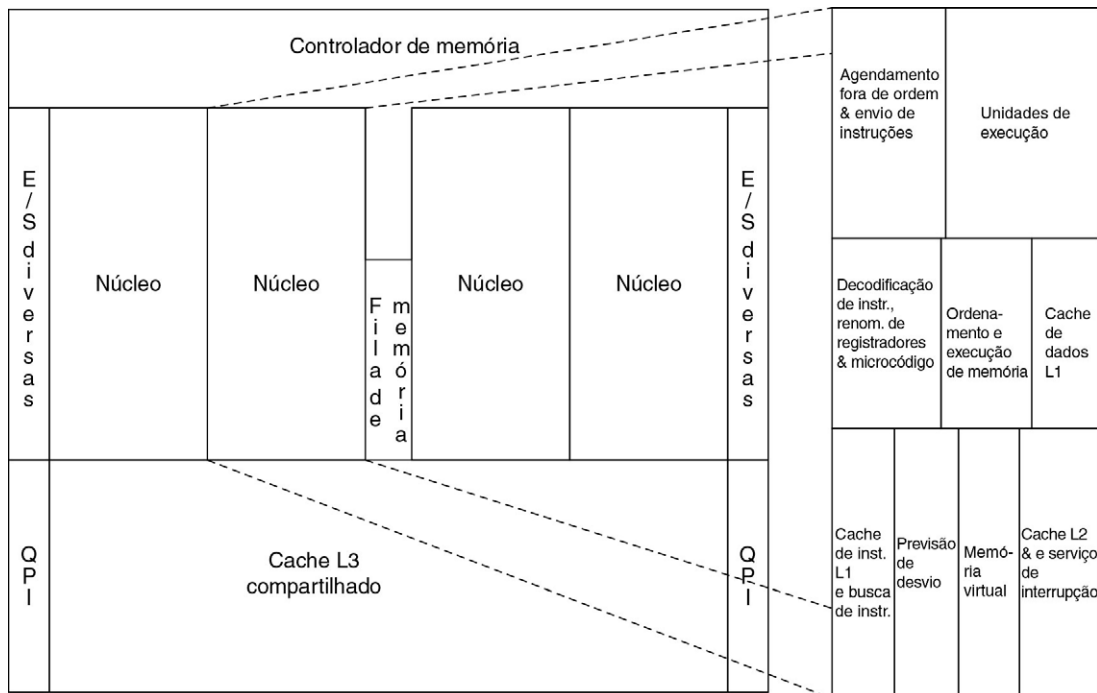 Controlador de memória
E/S diversas
Núcleo
Núcleo
Fila de
memória
Núcleo
Núcleo
E/S diversas
QPI
Cache L3
compartilhado
QPI
Agendamento
fora de ordem
& envio de
instruções
Unidades de
execução
Decodificação
de instr.,
renom. de
registradores
& microcódigo
Ordena-
mento e
execução
de memória
Cache
de
dados
L1
Cache
de inst.
L1
e busca
de instr.
Previsão
de
desvio
Memó-
ria
virtual
Cache L2
& e serviço
de
interrupção